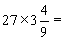 27 × 3 4/9 =